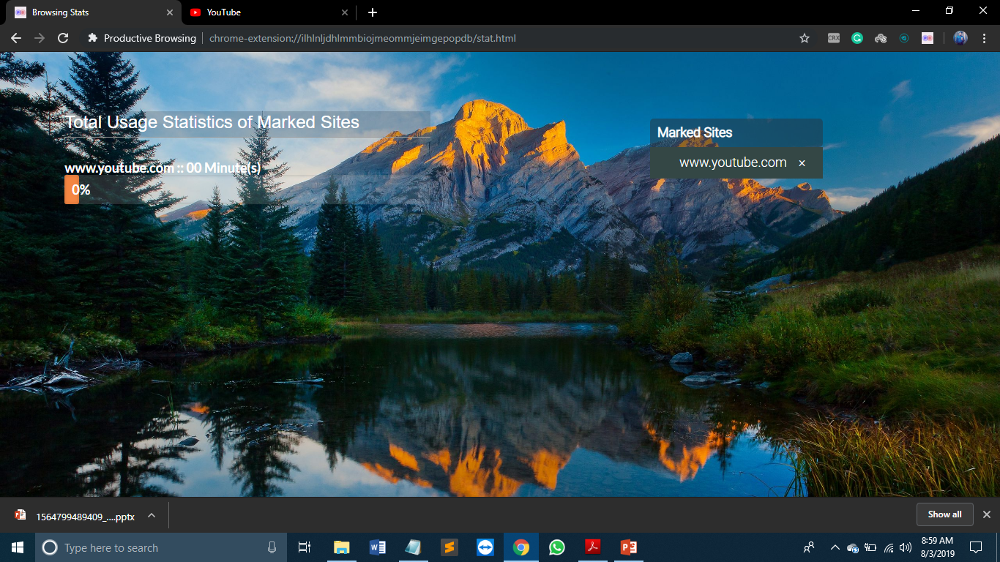 Browsing Stats
YouTube
Productive Browsing
chrome-extension://ilhlnljdhlmmbiojmeommjeimgepopdb/stat.html
CRX
Total Usage Statistics of Marked Sites
www.youtube.com :: 00 Minute(s)
0%
Marked Sites
www.youtube.com ×
1564799489409_....pptx
Show all
Type here to search
8:59 AM
8/3/2019